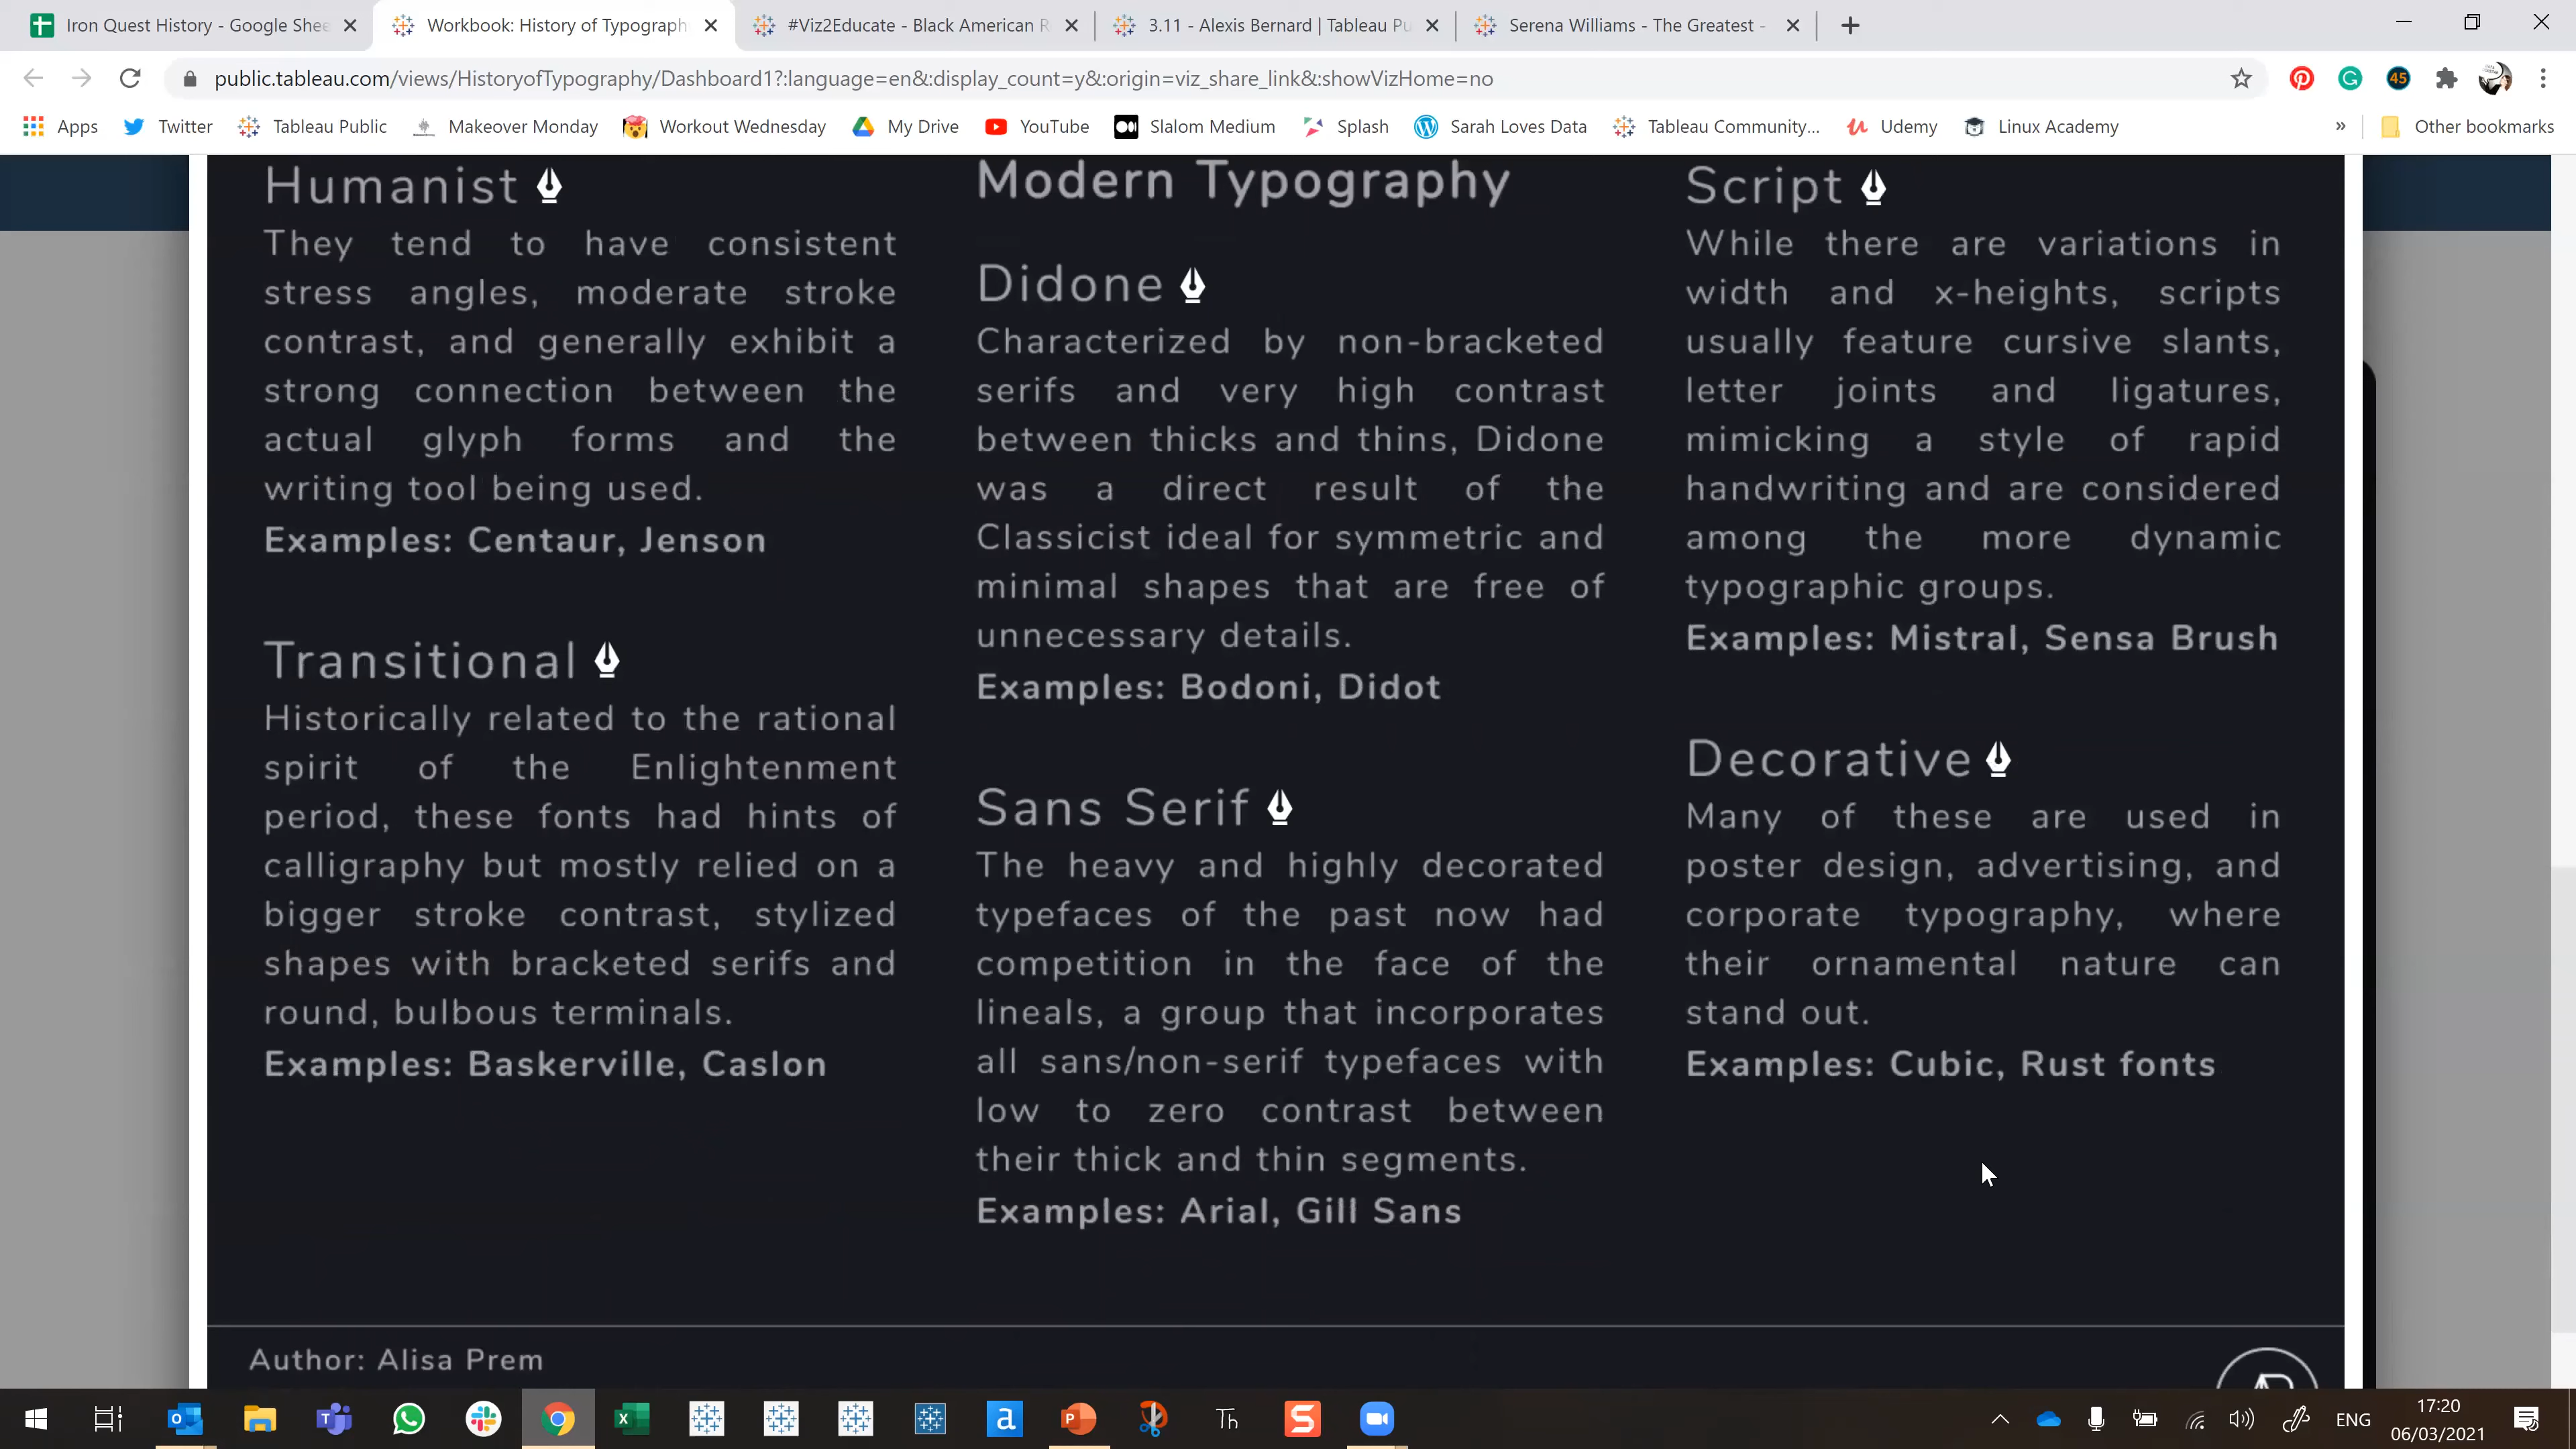 Iron Quest History - Google Shee
Workbook: History of Typograph
#Viz2Educate - Black American R
3.11 - Alexis Bernard | Tableau Pu
Serena Williams - The Greatest -
public.tableau.com/views/HistoryofTypography/Dashboard1?:language=en&:display_count=y&:origin=viz_share_link&:showVizHome=no
45
Apps
Twitter
Tableau Public
Makeover Monday
Workout Wednesday
My Drive
YouTube
Slalom Medium
Splash
Sarah Loves Data
Tableau Community...
Udemy
Linux Academy
»
Other bookmarks
Humanist
They tend to have consistent
stress angles, moderate stroke
contrast, and generally exhibit a
strong connection between the
actual glyph forms and the
writing tool being used.
Examples: Centaur, Jenson
Transitional
Historically related to the rational
spirit of the Enlightenment
period, these fonts had hints of
calligraphy but mostly relied on a
bigger stroke contrast, stylized
shapes with bracketed serifs and
round, bulbous terminals.
Examples: Baskerville, Caslon
Modern Typography
Didone
Characterized by non-bracketed
serifs and very high contrast
between thicks and thins, Didone
was a direct result of the
Classicist ideal for symmetric and
minimal shapes that are free of
unnecessary details.
Examples: Bodoni, Didot
Sans Serif
The heavy and highly decorated
typefaces of the past now had
competition in the face of the
lineals, a group that incorporates
all sans/non-serif typefaces with
low to zero contrast between
their thick and thin segments.
Examples: Arial, Gill Sans
Script
While there are variations in
width and x-heights, scripts
usually feature cursive slants,
letter joints and ligatures,
mimicking a style of rapid
handwriting and are considered
among the more dynamic
typographic groups.
Examples: Mistral, Sensa Brush
Decorative
Many of these are used in
poster design, advertising, and
corporate typography, where
their ornamental nature can
stand out.
Examples: Cubic, Rust fonts
Author: Alisa Prem
Th
ENG
17:20
06/03/2021